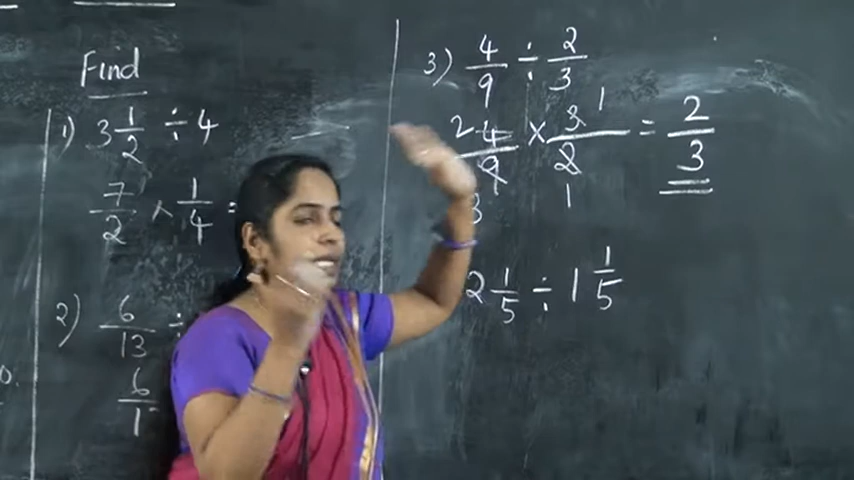 Find
1) 3 1/2 ÷ 4
7/2 × 1/4 =
2) 6/13 ÷
6/1
3) 4/9 ÷ 2/3
2 4/9 3 × 3 1/2 1 = 2/3
2 1/5 ÷ 1 1/5